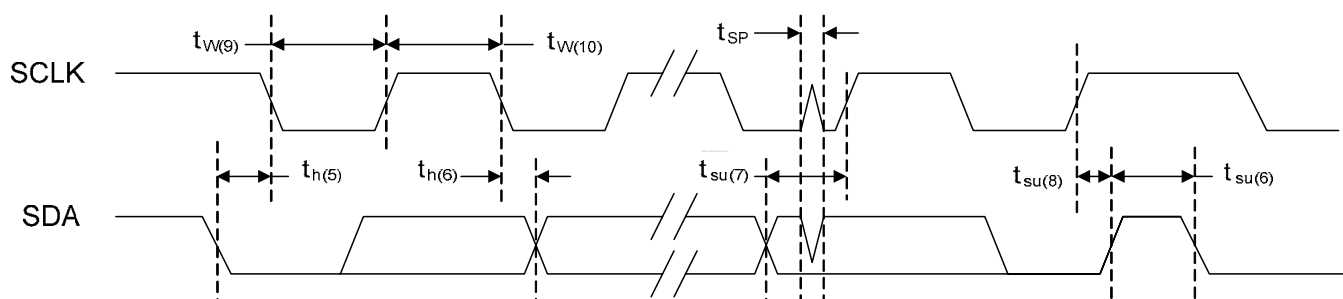 t_W(9)
t_W(10)
t_SP
SCLK
t_h(5)
t_h(6)
t_su(7)
t_su(8)
t_su(6)
SDA